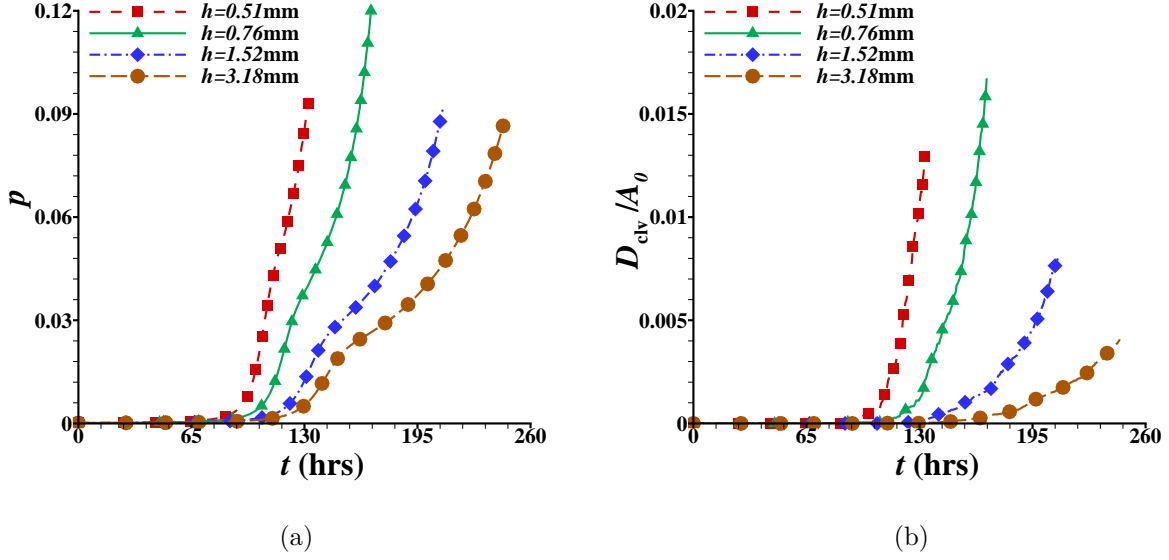 h=0.51mm
h=0.76mm
h=1.52mm
h=3.18mm
0.12
0.09
0.06
0.03
0
p
0 65 130 195 260
t (hrs)
(a)
h=0.51mm
h=0.76mm
h=1.52mm
h=3.18mm
0.02
0.015
0.01
0.005
0
D_clv /A_0
0 65 130 195 260
t (hrs)
(b)